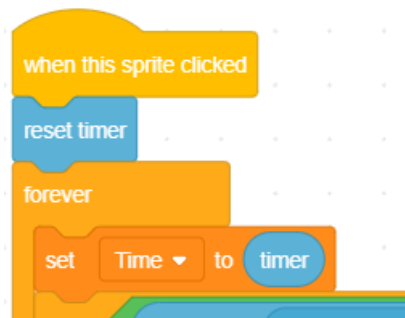 when this sprite clicked
reset timer
forever
set Time to timer